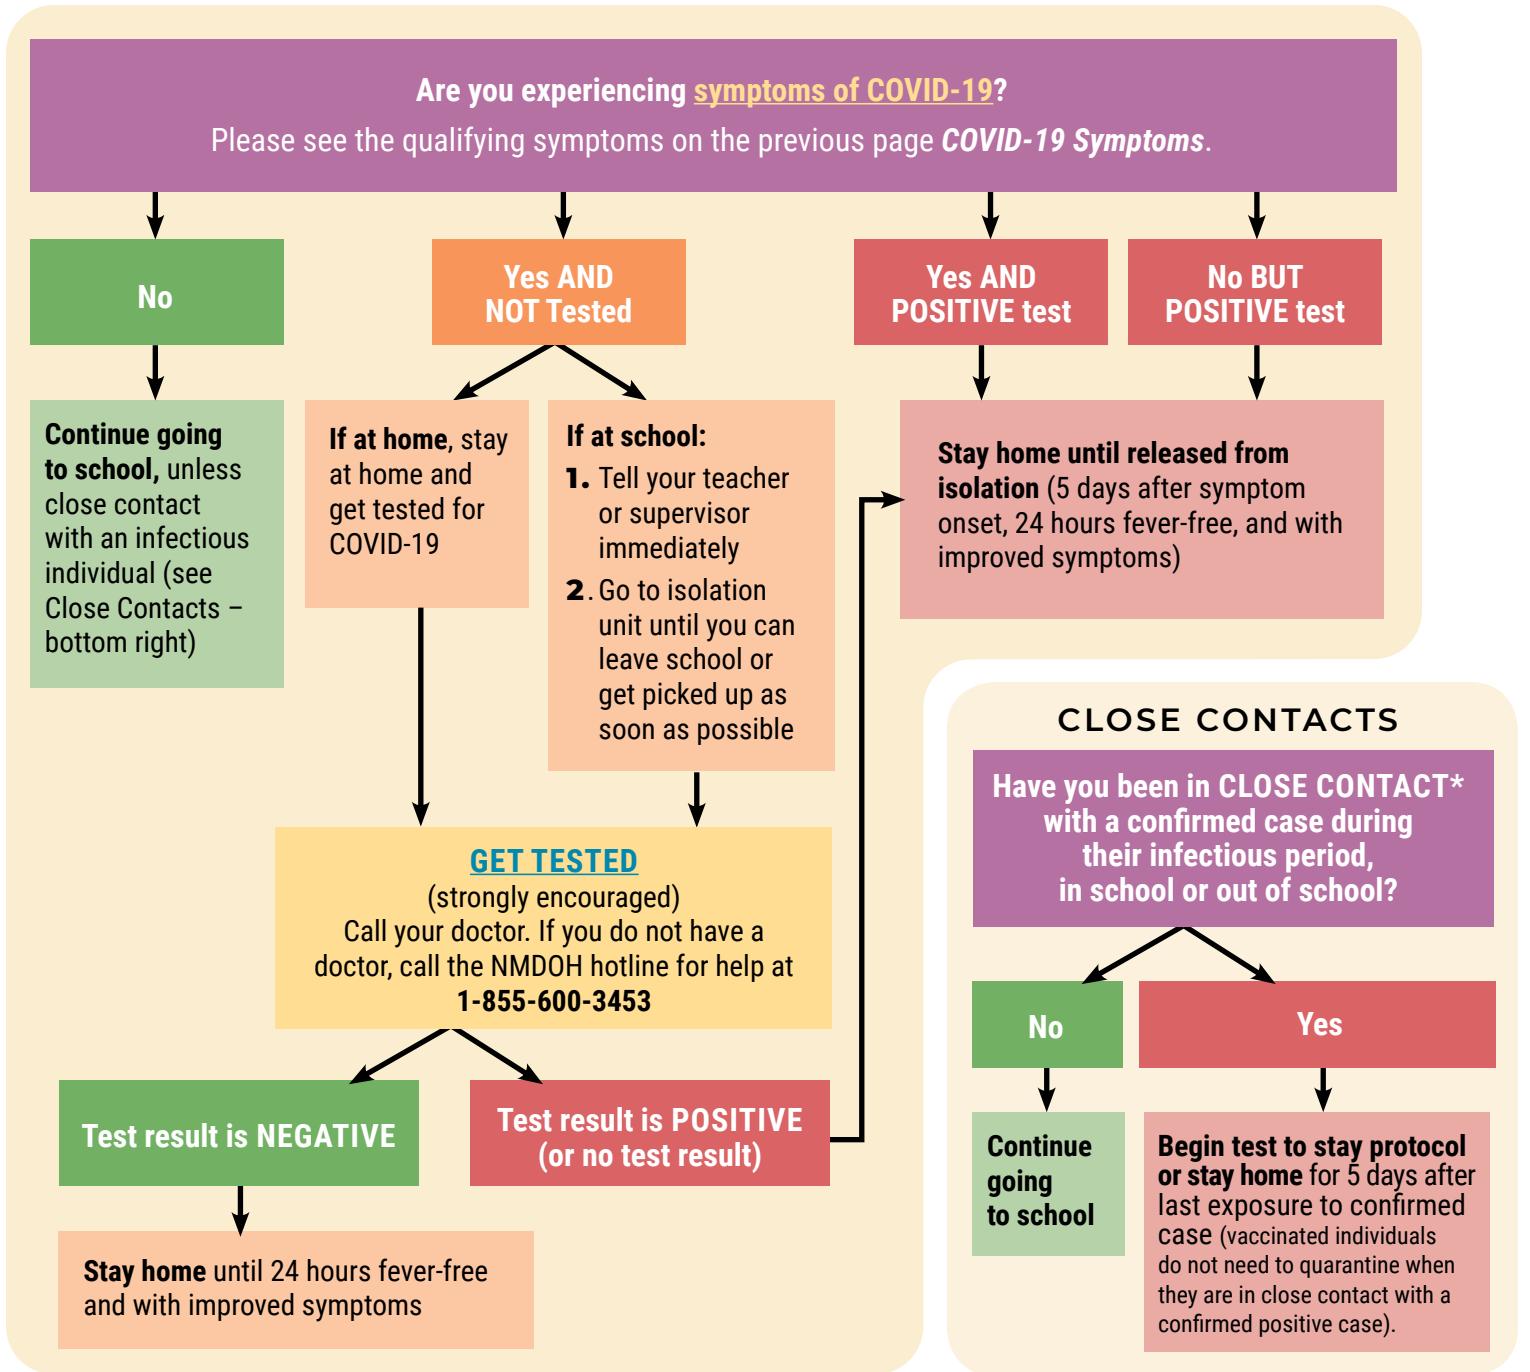 Are you experiencing symptoms of COVID-19?
Please see the qualifying symptoms on the previous page COVID-19 Symptoms.
No
Yes AND
NOT Tested
Yes AND
POSITIVE test
No BUT
POSITIVE test
Continue going
to school, unless
close contact
with an infectious
individual (see
Close Contacts –
bottom right)
If at home, stay
at home and
get tested for
COVID-19
If at school:
1. Tell your teacher
or supervisor
immediately
2. Go to isolation
unit until you can
leave school or
get picked up as
soon as possible
Stay home until released from
isolation (5 days after symptom
onset, 24 hours fever-free, and with
improved symptoms)
GET TESTED
(strongly encouraged)
Call your doctor. If you do not have a
doctor, call the NMDOH hotline for help at
1-855-600-3453
Test result is NEGATIVE
Test result is POSITIVE
(or no test result)
Stay home until 24 hours fever-free
and with improved symptoms
CLOSE CONTACTS
Have you been in CLOSE CONTACT*
with a confirmed case during
their infectious period,
in school or out of school?
No
Yes
Continue
going
to school
Begin test to stay protocol
or stay home for 5 days after
last exposure to confirmed
case (vaccinated individuals
do not need to quarantine when
they are in close contact with a
confirmed positive case).